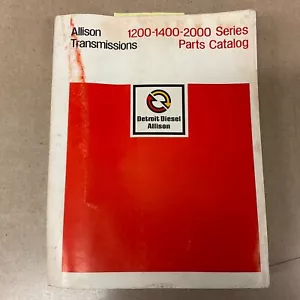 Allison
Transmissions
1200-1400-2000 Series
Parts Catalog
Detroit Diesel
Allison